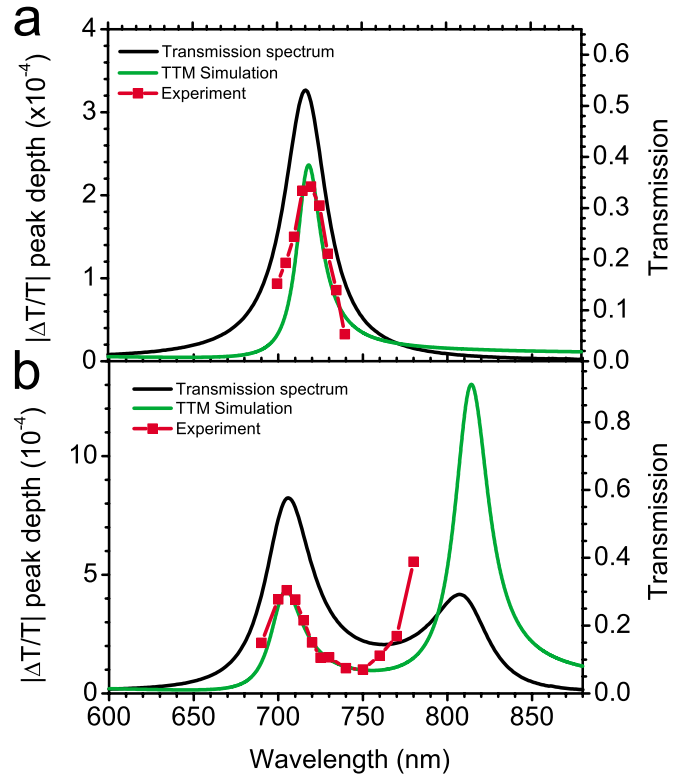 a
4
3
2
1
0
|ΔT/T| peak depth (x10⁻⁴)
Transmission spectrum
TTM Simulation
Experiment
0.6
0.5
0.4
0.3
0.2
0.1
0.0
Transmission
b
10
5
0
|ΔT/T| peak depth (10⁻⁴)
Transmission spectrum
TTM Simulation
Experiment
0.8
0.6
0.4
0.2
0.0
Transmission
600 650 700 750 800 850
Wavelength (nm)